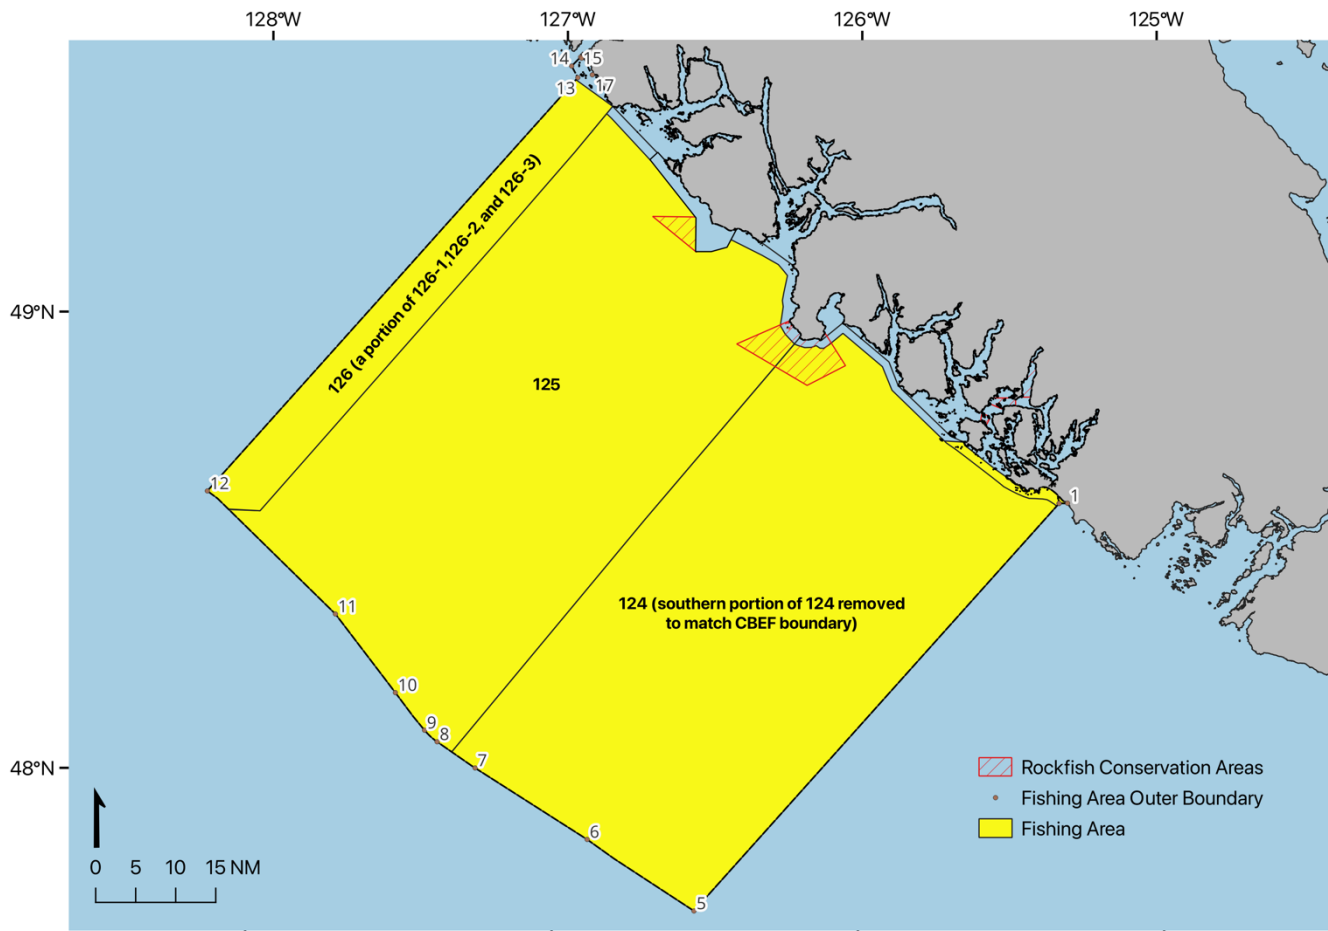 128°W
127°W
126°W
125°W
14
15
13
17
126 (a portion of 126-1,126-2, and 126-3)
49°N
125
12
1
11
124 (southern portion of 124 removed
to match CBEF boundary)
10
9
8
7
48°N
6
5
Rockfish Conservation Areas
Fishing Area Outer Boundary
Fishing Area
0 5 10 15 NM